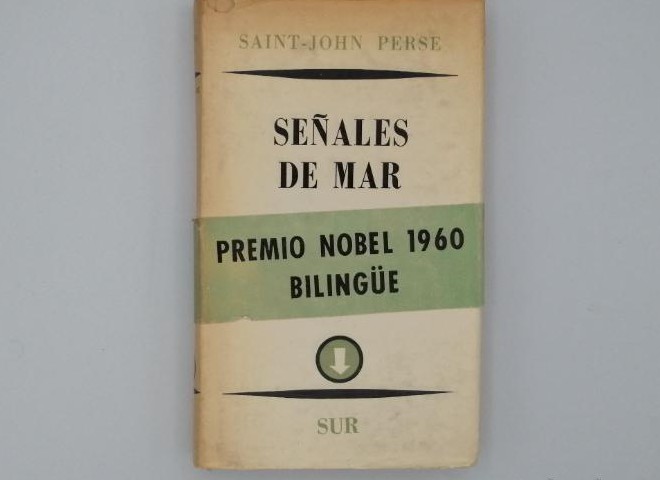 SAINT-JOHN PERSE
SEÑALES
DE MAR
PREMIO NOBEL 1960
BILINGÜE
SUR